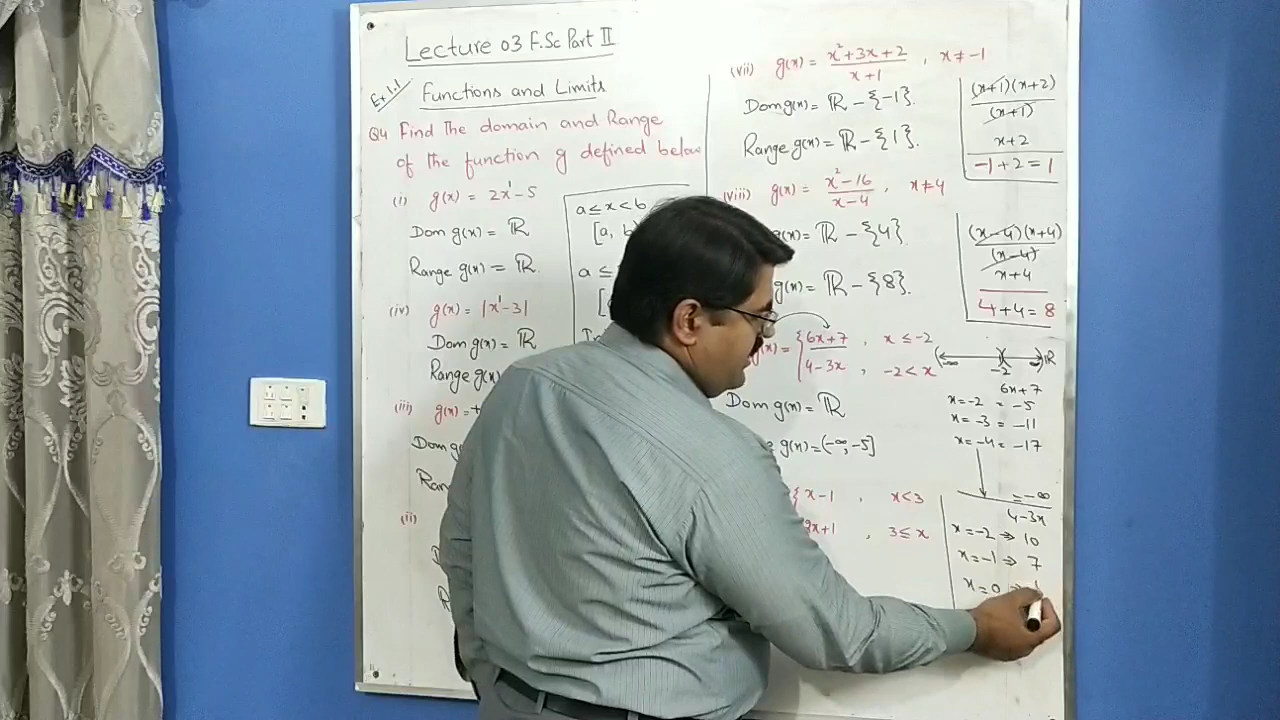 Lecture 03 F.Sc Part II
Ex.1.1
Functions and Limits
Q4 Find The domain and Range
of the function g defined below
(i) g(x) = 2x¹-5
Dom g(x) = ℝ
Range g(x) = ℝ.
(iv) g(x) = |x¹-3|
Dom g(x) = ℝ
Range g(x)
(iii) g(x) =
Dom g
Ran
(ii)
a ≤ x < b
[a, b
a ≤
(vii) g(x) = x²+3x+2 / x+1 , x ≠ -1
Dom g(x) = ℝ - {-1}.
Range g(x) = ℝ - {1}.
(x+1)(x+2)
(x+1)
x+2
-1+2 = 1
(viii) g(x) = x²-16 / x-4 , x ≠ 4
g(x) = ℝ - {4}.
g(x) = ℝ - {8}.
(x-4)(x+4)
(x-4)
x+4
4+4 = 8
g(x) = { 6x+7 , x ≤ -2
4-3x , -2 < x
-∞ -2 ∞ ℝ
Dom g(x) = ℝ
g(x) = (-∞, -5]
6x+7
x=-2 = -5
x=-3 = -11
x=-4 = -17
= -∞
{ x-1 , x<3
2x+1 , 3 ≤ x
4-3x
x=-2 ⇒ 10
x=-1 ⇒ 7
x=0 ⇒